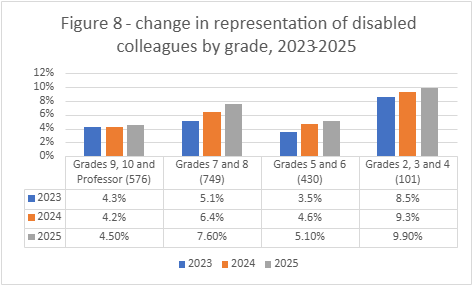 Figure 8 - change in representation of disabled
colleagues by grade, 2023-2025
12%
10%
8%
6%
4%
2%
0%
Grades 9, 10 and Professor (576)
Grades 7 and 8 (749)
Grades 5 and 6 (430)
Grades 2, 3 and 4 (101)
2023 4.3% 5.1% 3.5% 8.5%
2024 4.2% 6.4% 4.6% 9.3%
2025 4.50% 7.60% 5.10% 9.90%
2023 2024 2025